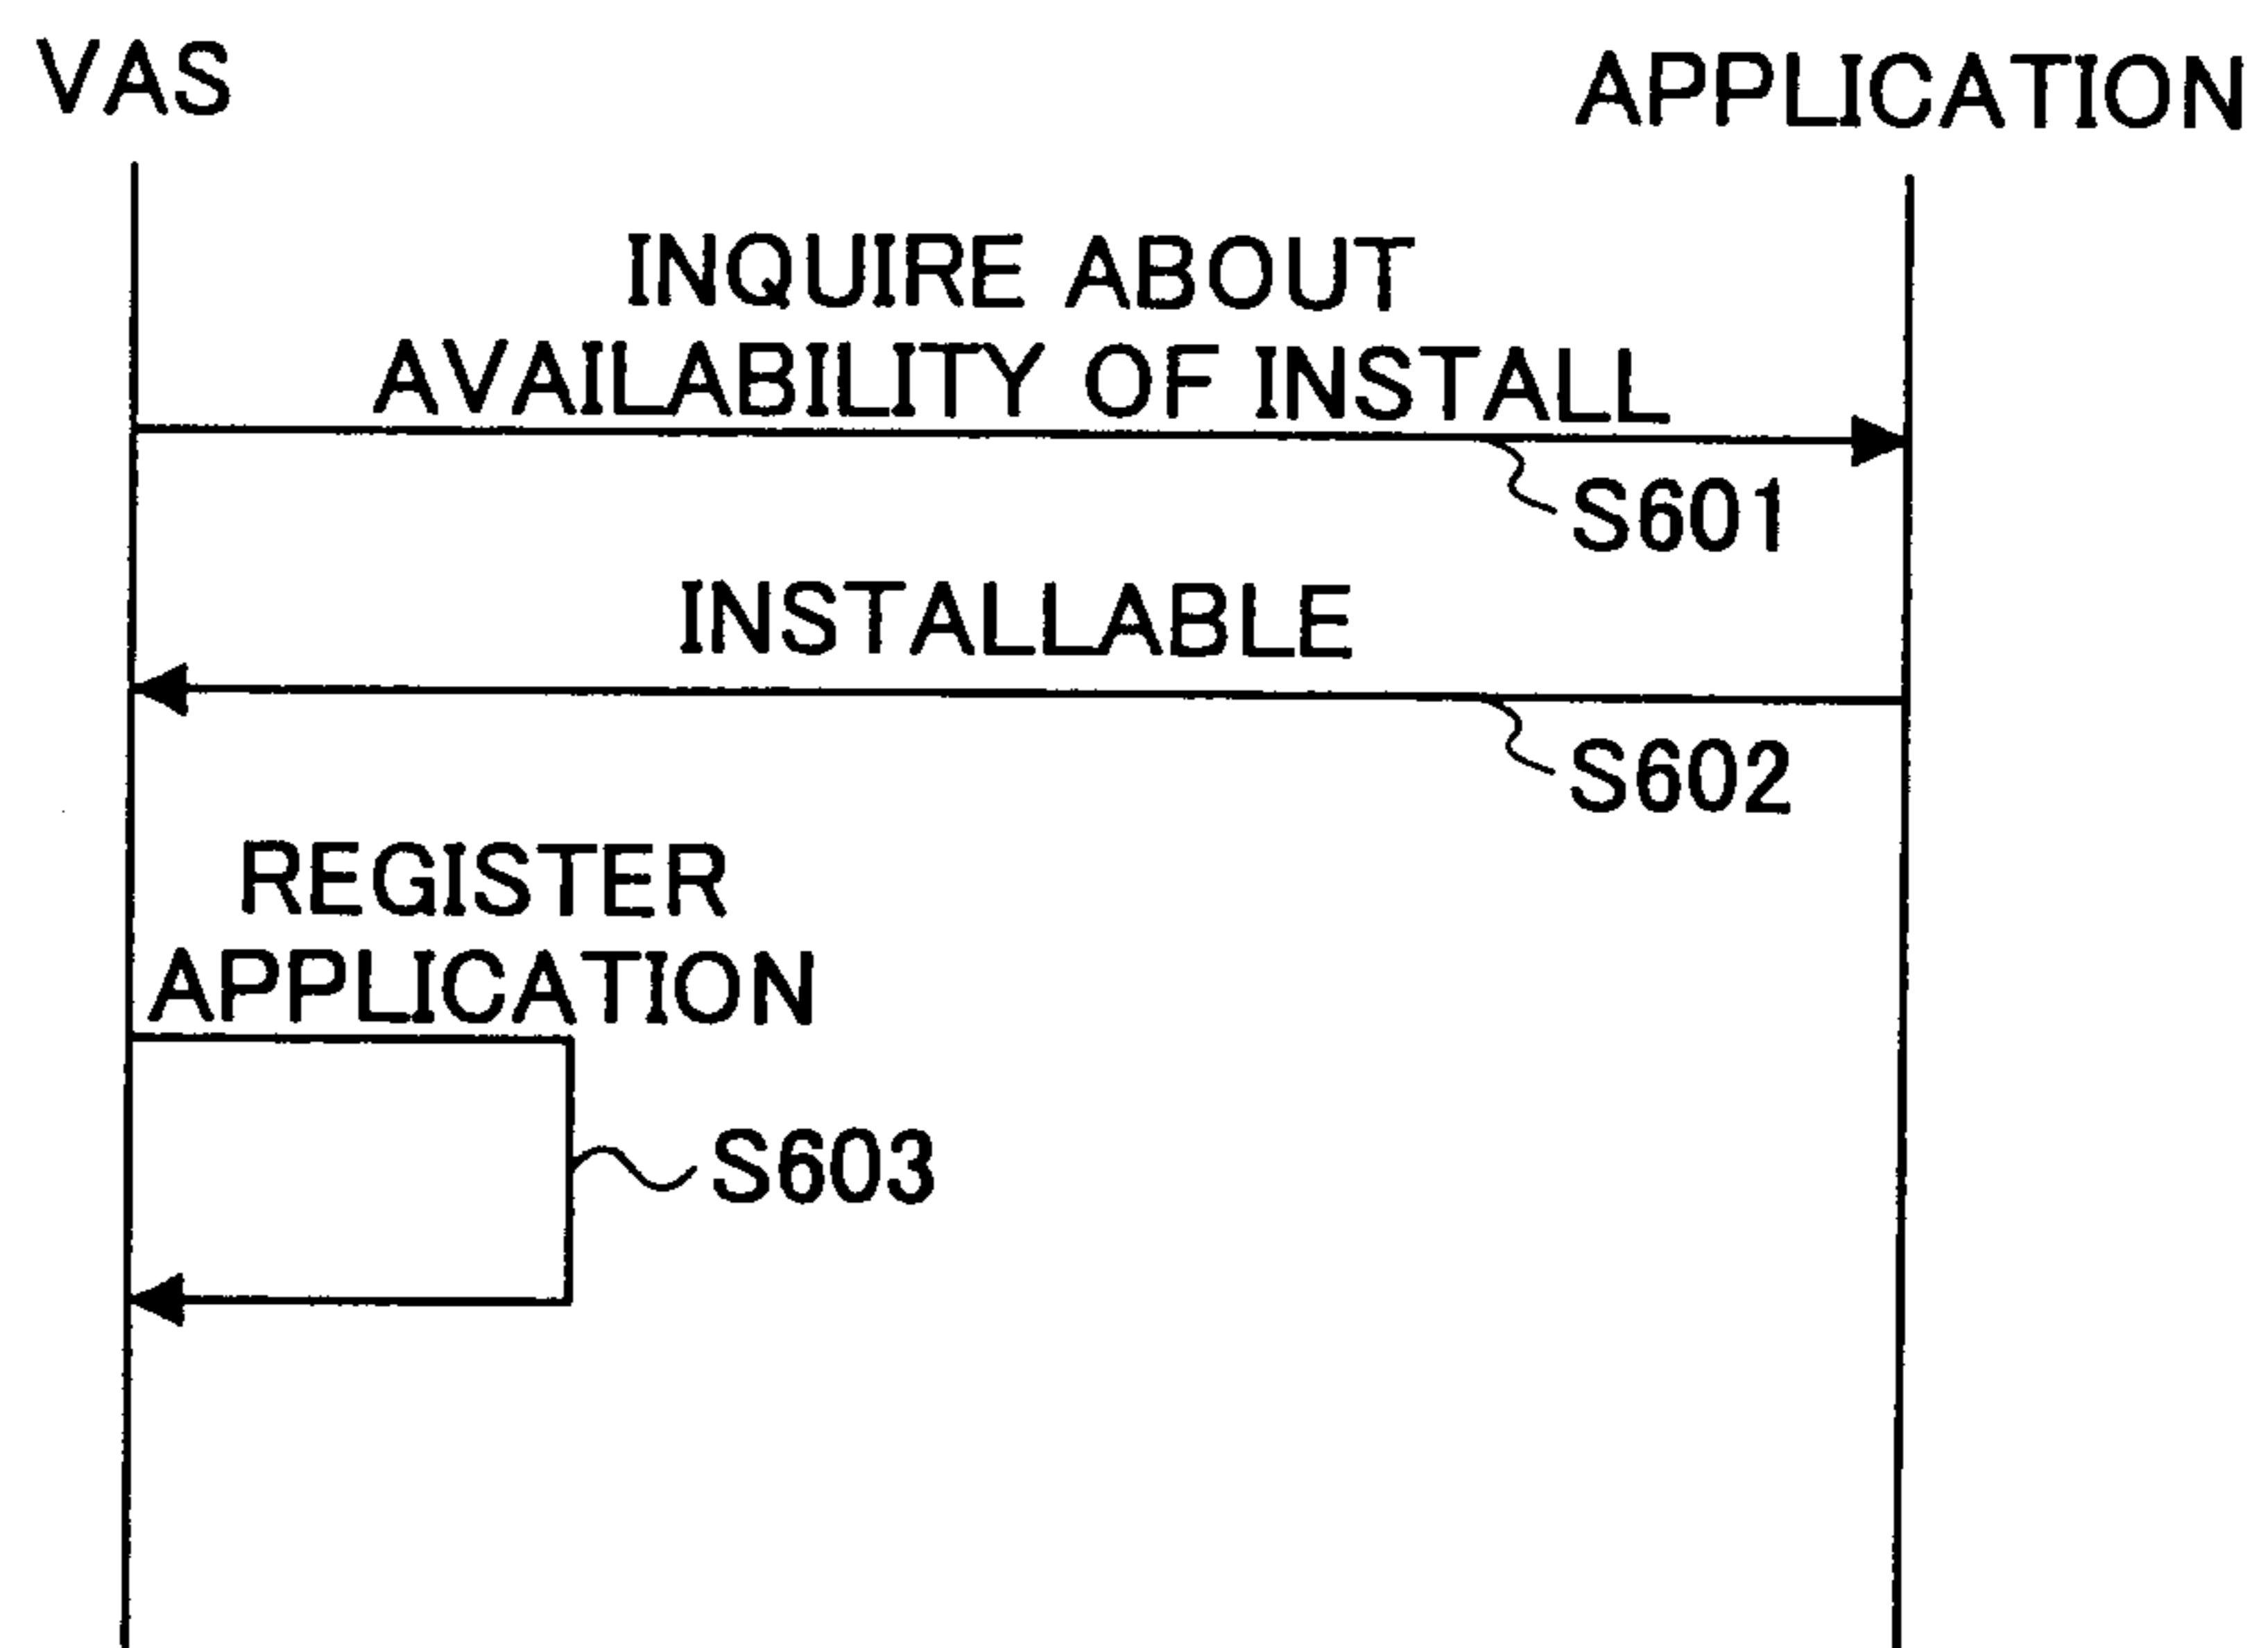 VAS
APPLICATION
INQUIRE ABOUT
AVAILABILITY OF INSTALL
S601
INSTALLABLE
S602
REGISTER
APPLICATION
S603